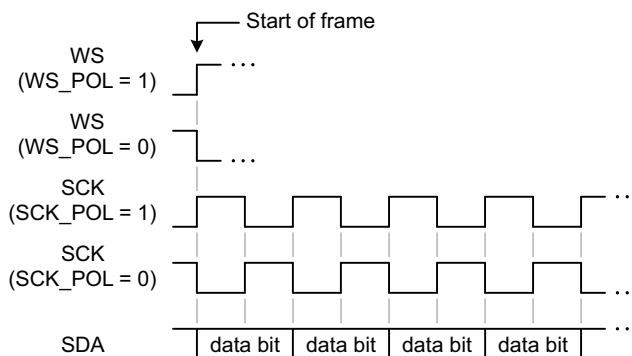 Start of frame
WS
(WS_POL = 1)
WS
(WS_POL = 0)
SCK
(SCK_POL = 1)
SCK
(SCK_POL = 0)
SDA data bit data bit data bit data bit